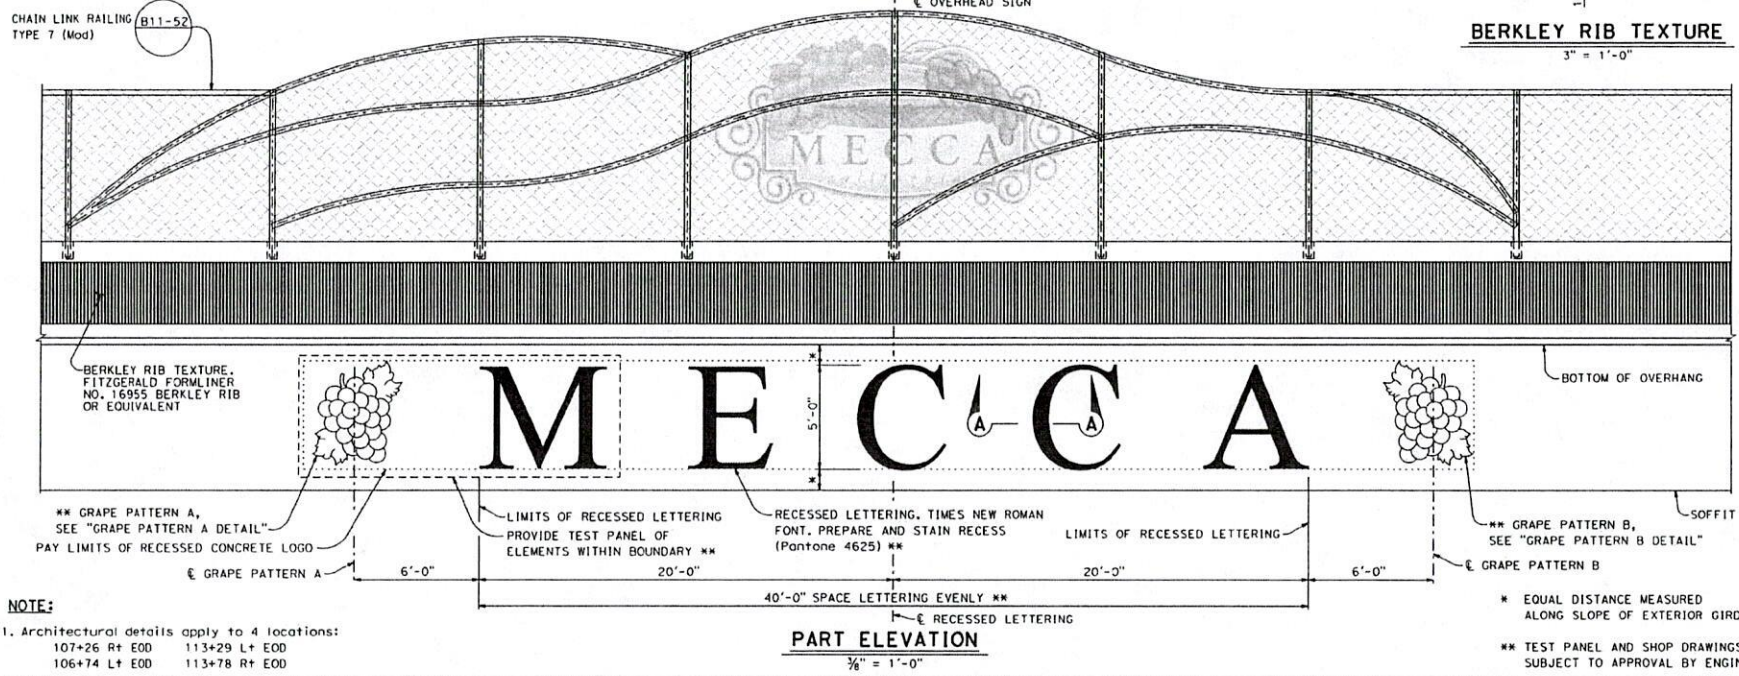 CHAIN LINK RAILING
TYPE 7 (Mod)
B11-52
℄ OVERHEAD SIGN
BERKLEY RIB TEXTURE
3" = 1'-0"
MECCA
BERKLEY RIB TEXTURE.
FITZGERALD FORMLINER
NO. 16955 BERKLEY RIB
OR EQUIVALENT
*
5'-0"
*
M E C C A
A
A
BOTTOM OF OVERHANG
** GRAPE PATTERN A,
SEE "GRAPE PATTERN A DETAIL"
PAY LIMITS OF RECESSED CONCRETE LOGO
℄ GRAPE PATTERN A
LIMITS OF RECESSED LETTERING
PROVIDE TEST PANEL OF
ELEMENTS WITHIN BOUNDARY **
RECESSED LETTERING. TIMES NEW ROMAN
FONT. PREPARE AND STAIN RECESS
(Pantone 4625) **
LIMITS OF RECESSED LETTERING
SOFFIT
** GRAPE PATTERN B,
SEE "GRAPE PATTERN B DETAIL"
℄ GRAPE PATTERN B
6'-0"
20'-0"
20'-0"
6'-0"
40'-0" SPACE LETTERING EVENLY **
℄ RECESSED LETTERING
PART ELEVATION
⅜" = 1'-0"
NOTE:
1. Architectural details apply to 4 locations:
107+26 Rt EOD 113+29 Lt EOD
106+74 Lt EOD 113+78 Rt EOD
* EQUAL DISTANCE MEASURED
ALONG SLOPE OF EXTERIOR GIRD
** TEST PANEL AND SHOP DRAWINGS
SUBJECT TO APPROVAL BY ENGIN